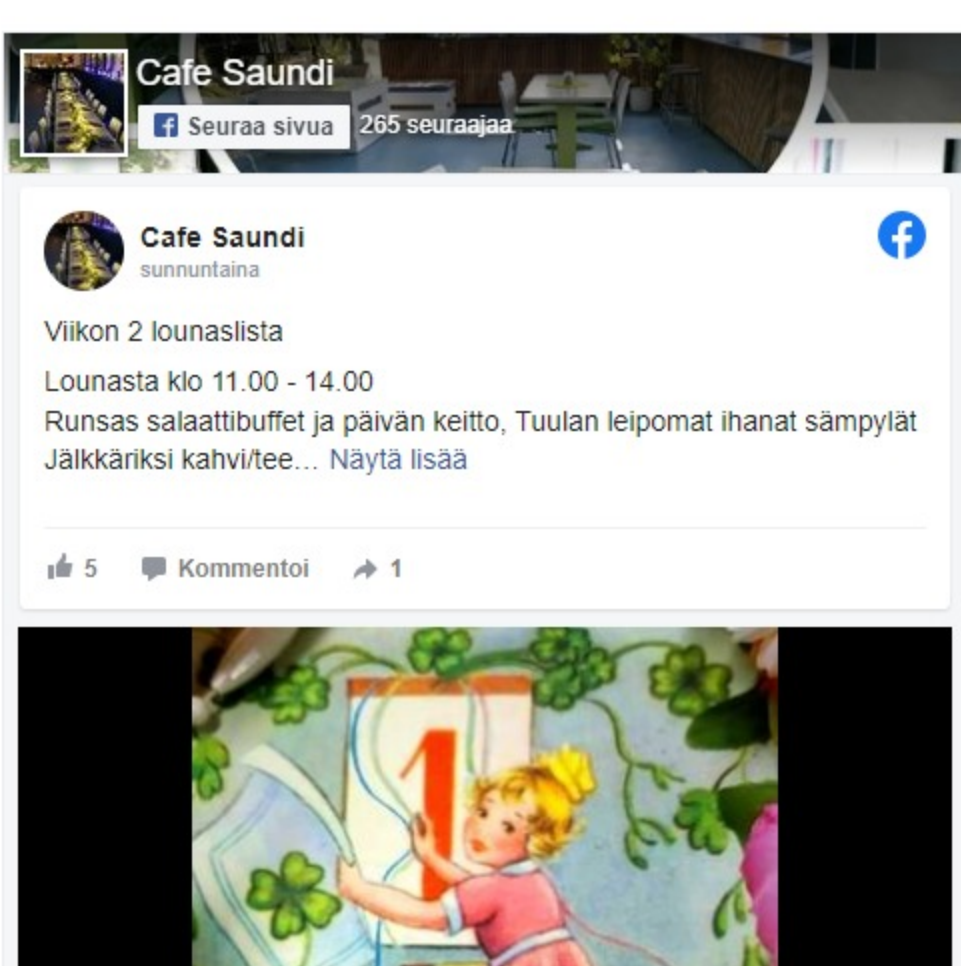 Cafe Saundi
Seuraa sivua 265 seuraajaa
Cafe Saundi
sunnuntaina
Viikon 2 lounaslista
Lounasta klo 11.00 - 14.00
Runsas salaattibuffet ja päivän keitto, Tuulan leipomat ihanat sämpylät
Jälkkäriksi kahvi/tee... Näytä lisää
5 Kommentoi 1
1